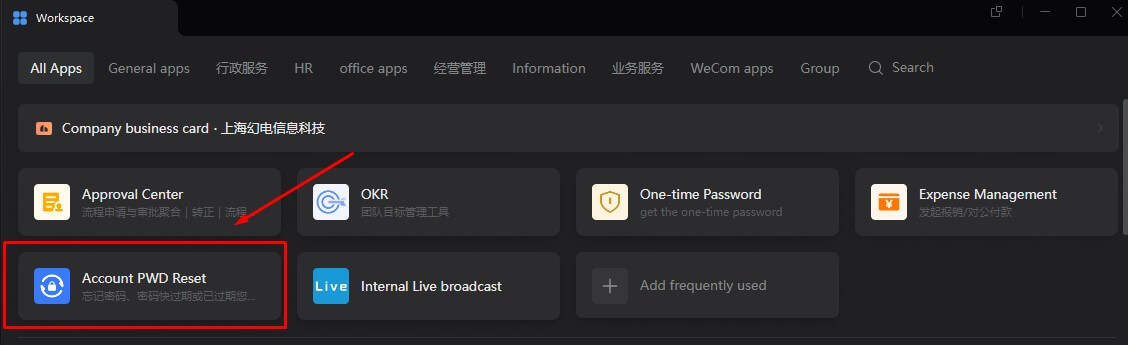 Workspace
All Apps General apps 行政服务 HR office apps 经营管理 Information 业务服务 WeCom apps Group Search
Company business card · 上海幻电信息科技
Approval Center
流程申请与审批聚合｜转正｜流程
OKR
团队目标管理工具
One-time Password
get the one-time password
Expense Management
发起报销/对公付款
Account PWD Reset
忘记密码、密码快过期或已过期您...
Live
Internal Live broadcast
Add frequently used